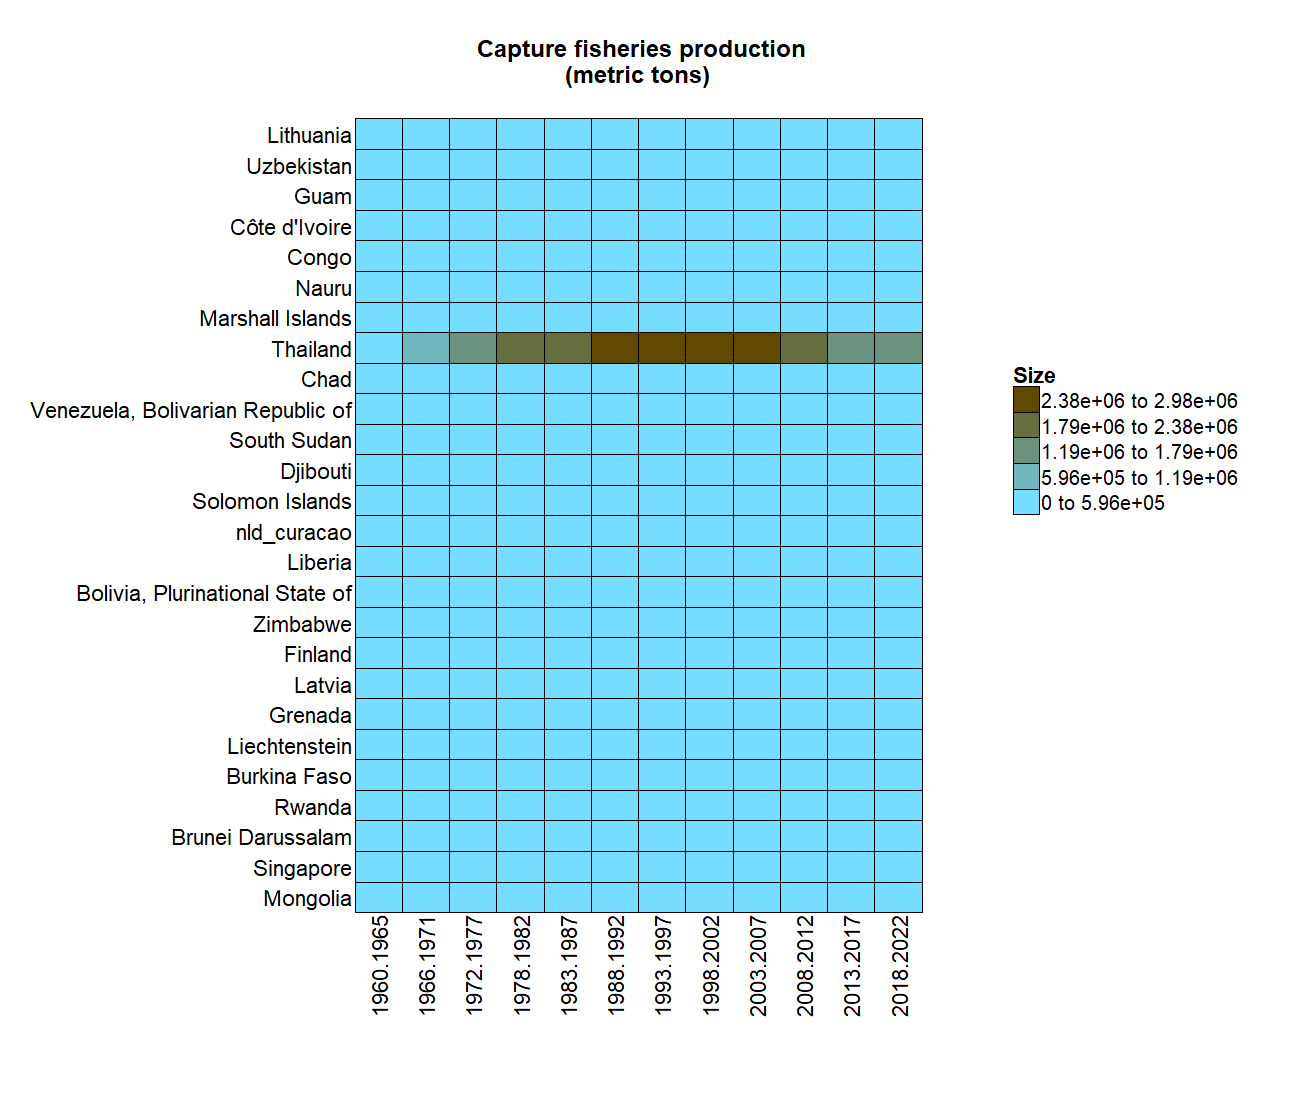 Capture fisheries production
(metric tons)
Lithuania
Uzbekistan
Guam
Côte d'Ivoire
Congo
Nauru
Marshall Islands
Thailand
Chad
Venezuela, Bolivarian Republic of
South Sudan
Djibouti
Solomon Islands
nld_curacao
Liberia
Bolivia, Plurinational State of
Zimbabwe
Finland
Latvia
Grenada
Liechtenstein
Burkina Faso
Rwanda
Brunei Darussalam
Singapore
Mongolia
1960.1965
1966.1971
1972.1977
1978.1982
1983.1987
1988.1992
1993.1997
1998.2002
2003.2007
2008.2012
2013.2017
2018.2022
Size
2.38e+06 to 2.98e+06
1.79e+06 to 2.38e+06
1.19e+06 to 1.79e+06
5.96e+05 to 1.19e+06
0 to 5.96e+05